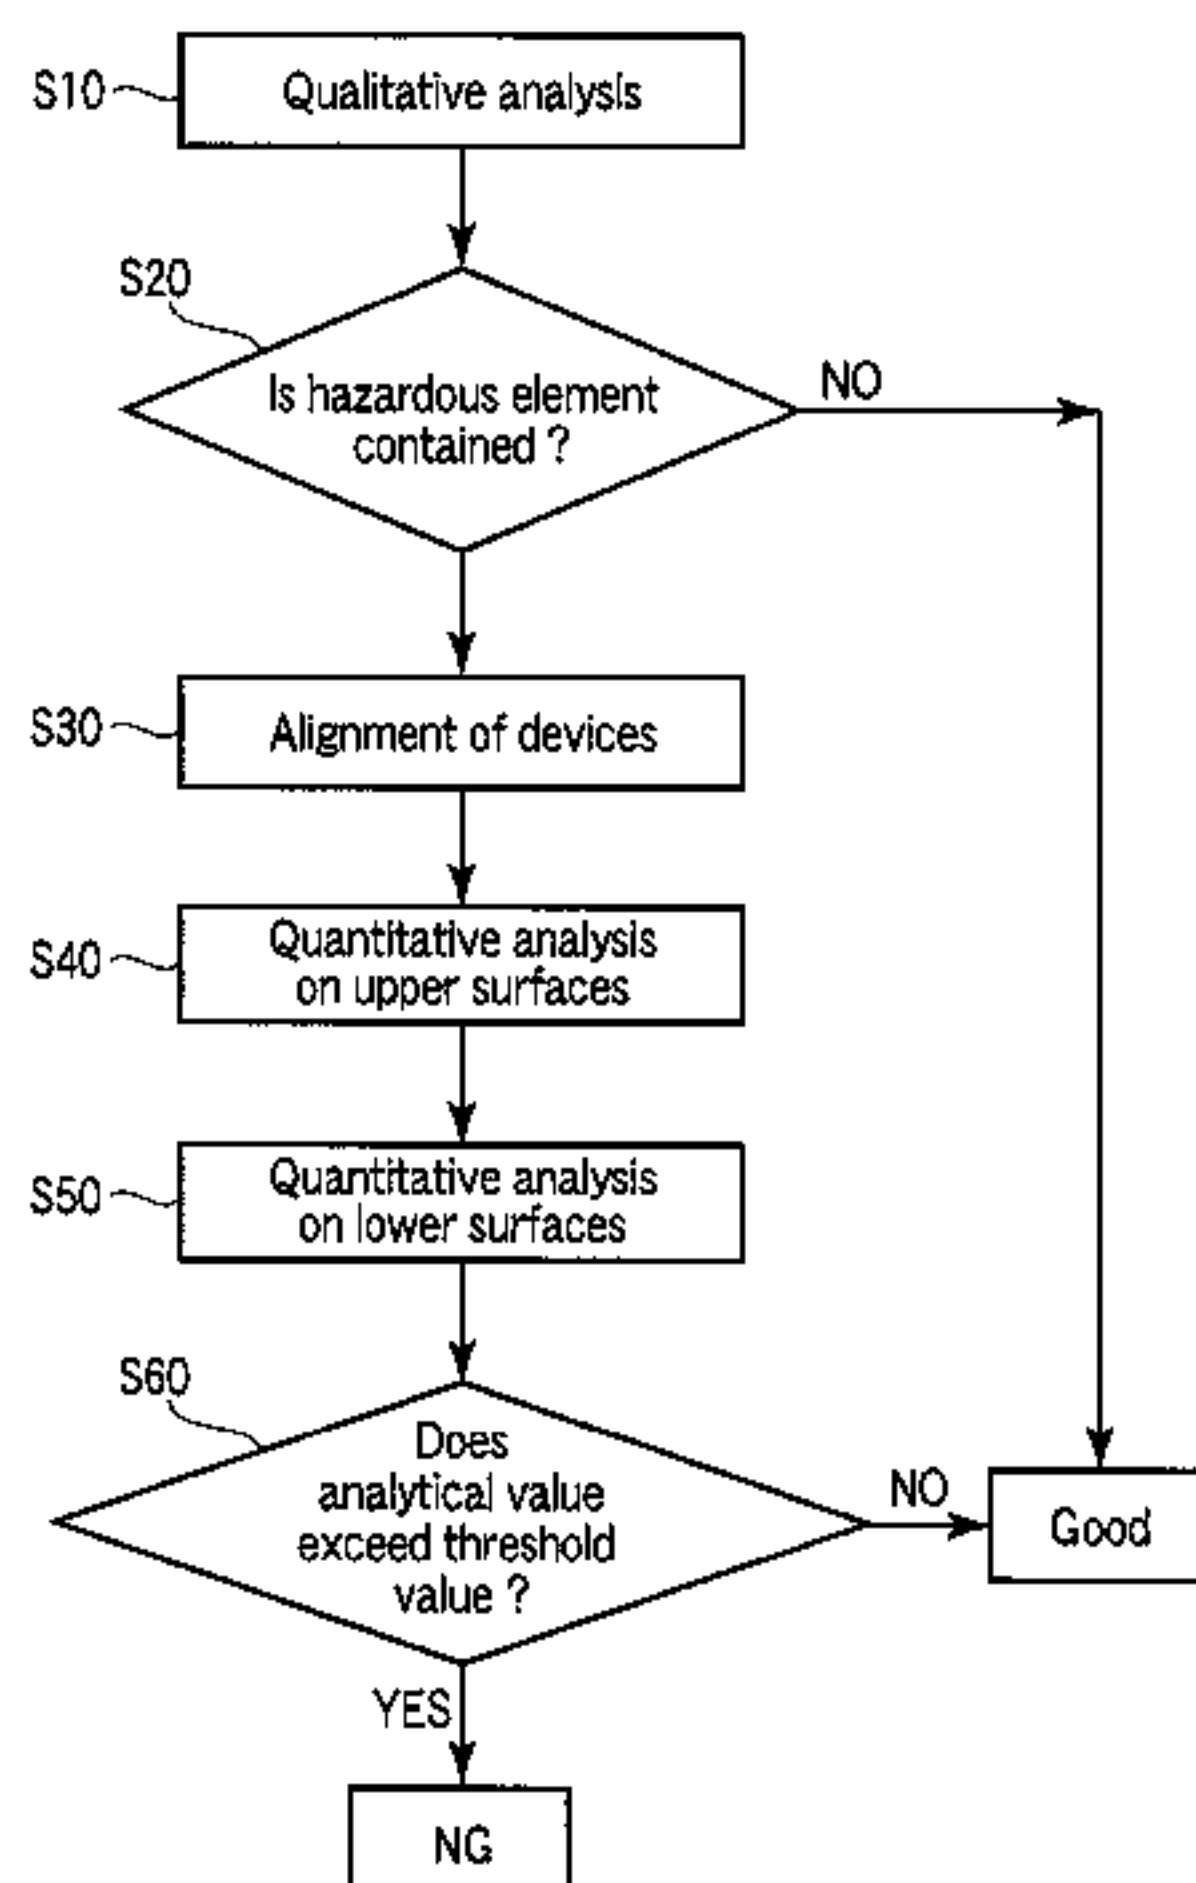 S10
Qualitative analysis
S20
Is hazardous element
contained ?
NO
S30
Alignment of devices
S40
Quantitative analysis
on upper surfaces
S50
Quantitative analysis
on lower surfaces
S60
Does
analytical value
exceed threshold
value ?
NO
Good
YES
NG